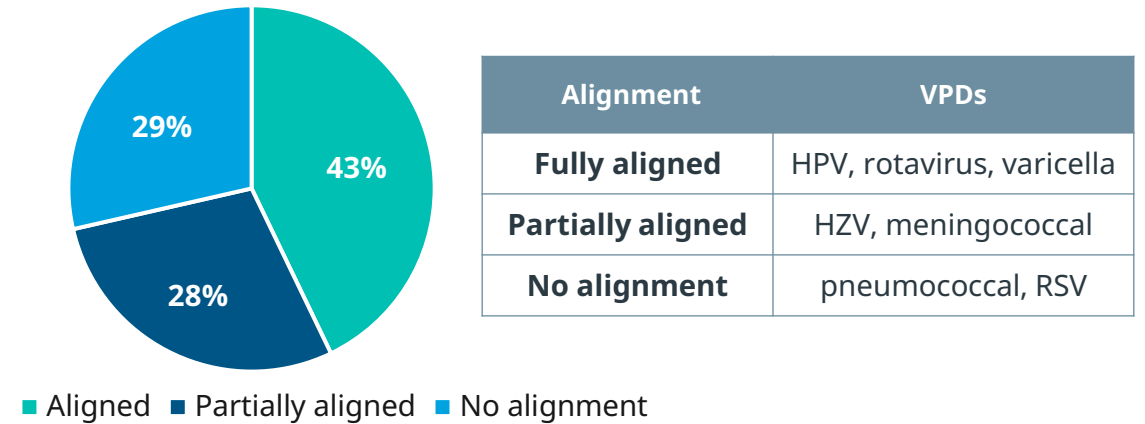 29%
43%
28%
Alignment VPDs
Fully aligned HPV, rotavirus, varicella
Partially aligned HZV, meningococcal
No alignment pneumococcal, RSV
Aligned Partially aligned No alignment